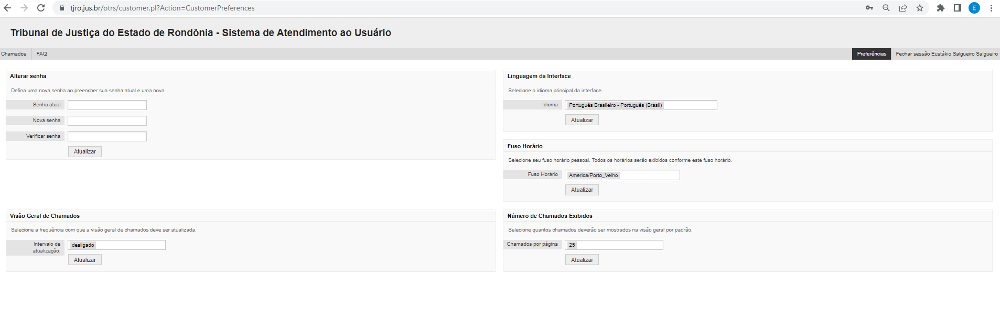 tjro.jus.br/otrs/customer.pl?Action=CustomerPreferences
E
Tribunal de Justiça do Estado de Rondônia - Sistema de Atendimento ao Usuário
Chamados
FAQ
Preferências
Fechar sessão Eustákio Salgueiro Salgueiro
Alterar senha
Defina uma nova senha ao preencher sua senha atual e uma nova.
Senha atual
Nova senha
Verificar senha
Atualizar
Linguagem da Interface
Selecione o idioma principal da interface.
Idioma
Português Brasileiro - Português (Brasil)
Atualizar
Fuso Horário
Selecione seu fuso horário pessoal. Todos os horários serão exibidos conforme este fuso horário.
Fuso Horário
America/Porto_Velho
Atualizar
Visão Geral de Chamados
Selecione a frequência com que a visão geral de chamados deve ser atualizada.
Intervalo de
atualização.
desligado
Atualizar
Número de Chamados Exibidos
Selecione quantos chamados deverão ser mostrados na visão geral por padrão.
Chamados por página
25
Atualizar